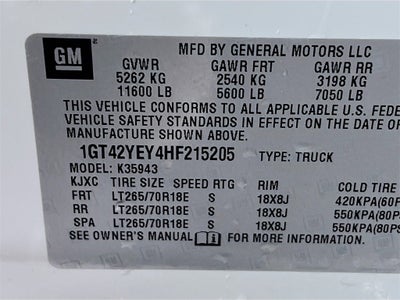 GM
MFD BY GENERAL MOTORS LLC
GVWR GAWR FRT GAWR RR
5262 KG 2540 KG 3198 KG
11600 LB 5600 LB 7050 LB
THIS VEHICLE CONFORMS TO ALL APPLICABLE U.S. FEDE
VEHICLE SAFETY STANDARDS IN EFFECT ON THE
OF MANUFACTURE SHOWN ABOVE.
1GT42YEY4HF215205 TYPE: TRUCK
MODEL: K35943
KJXC TIRE SIZE SPEED RTG RIM COLD TIRE
FRT LT265/70R18E S 18X8J 420KPA(60P
RR LT265/70R18E S 18X8J 550KPA(80PS
SPA LT265/70R18E S 18X8J 550KPA(80PS
SEE OWNER'S MANUAL FOR MORE INFORMATION